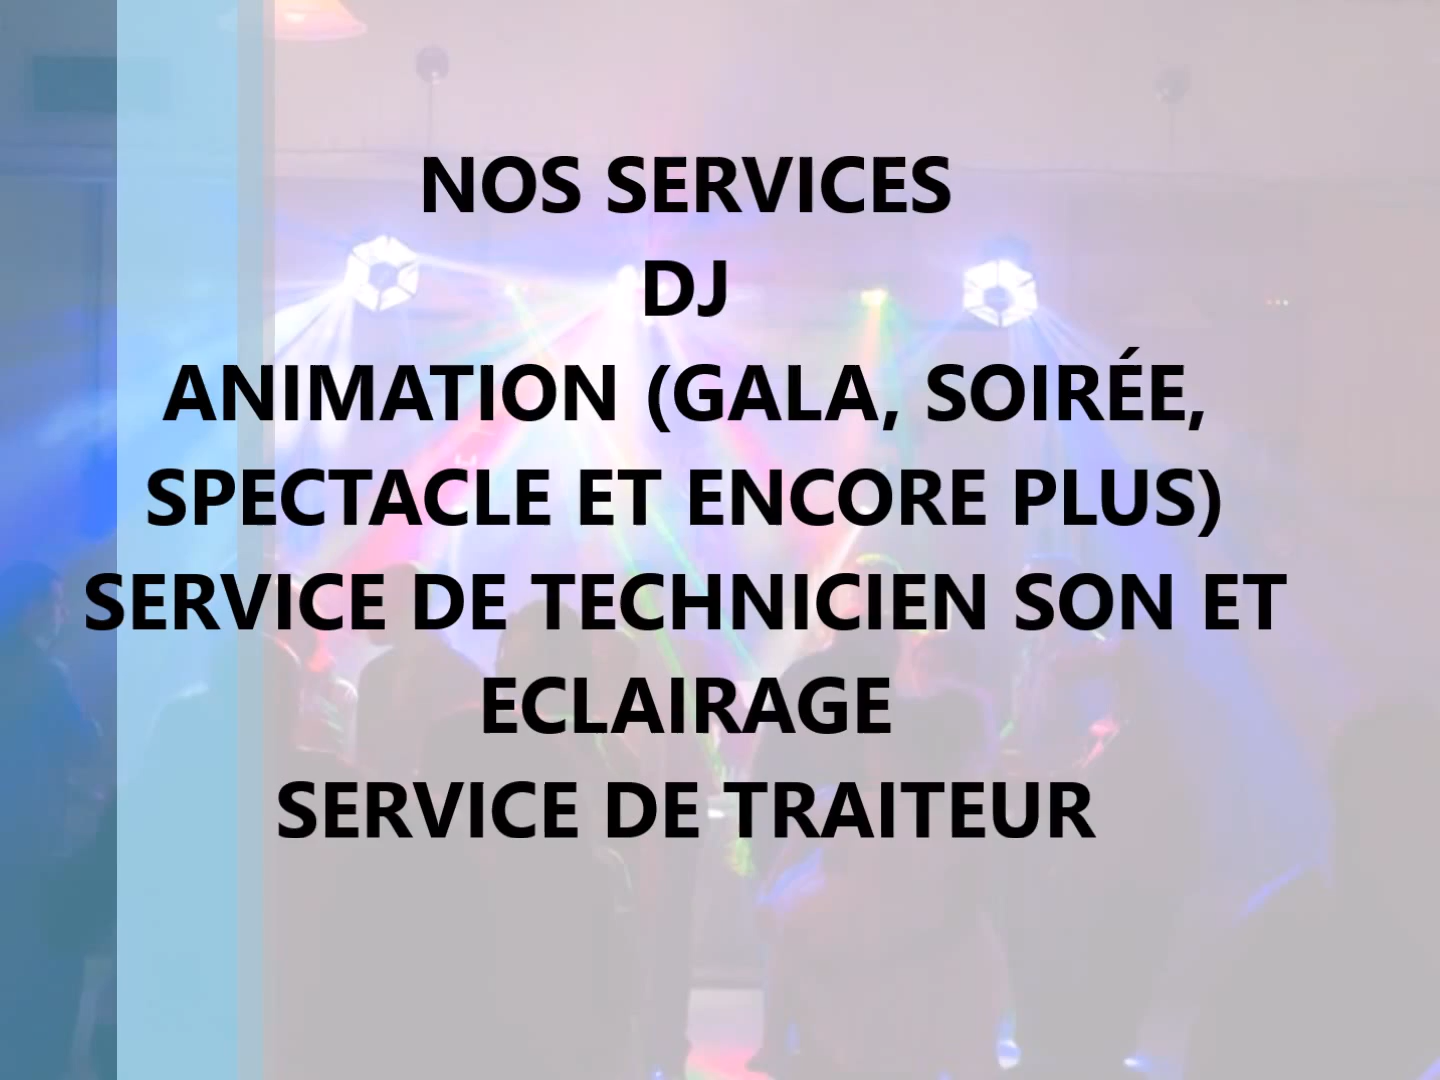 NOS SERVICES
DJ
ANIMATION (GALA, SOIRÉE,
SPECTACLE ET ENCORE PLUS)
SERVICE DE TECHNICIEN SON ET
ECLAIRAGE
SERVICE DE TRAITEUR